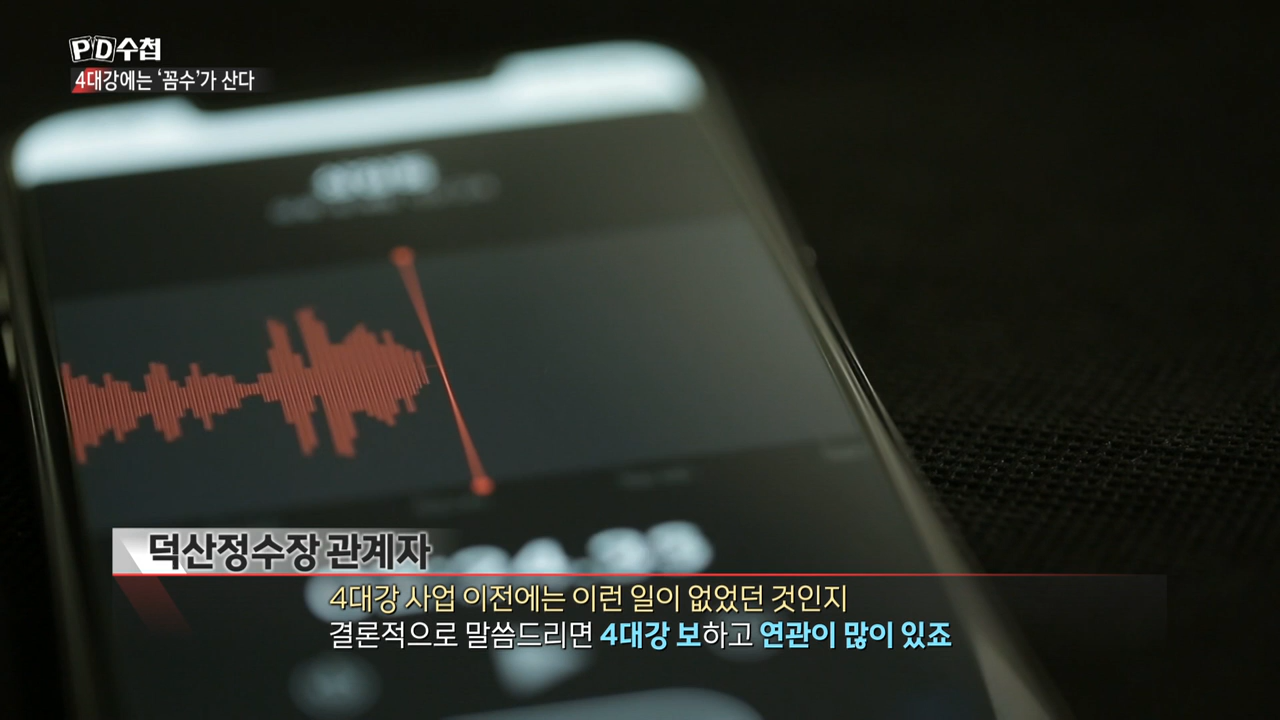 PD수첩
4대강에는 '꼼수'가 산다
덕산정수장 관계자
4대강 사업 이전에는 이런 일이 없었던 것인지
결론적으로 말씀드리면 4대강 보하고 연관이 많이 있죠